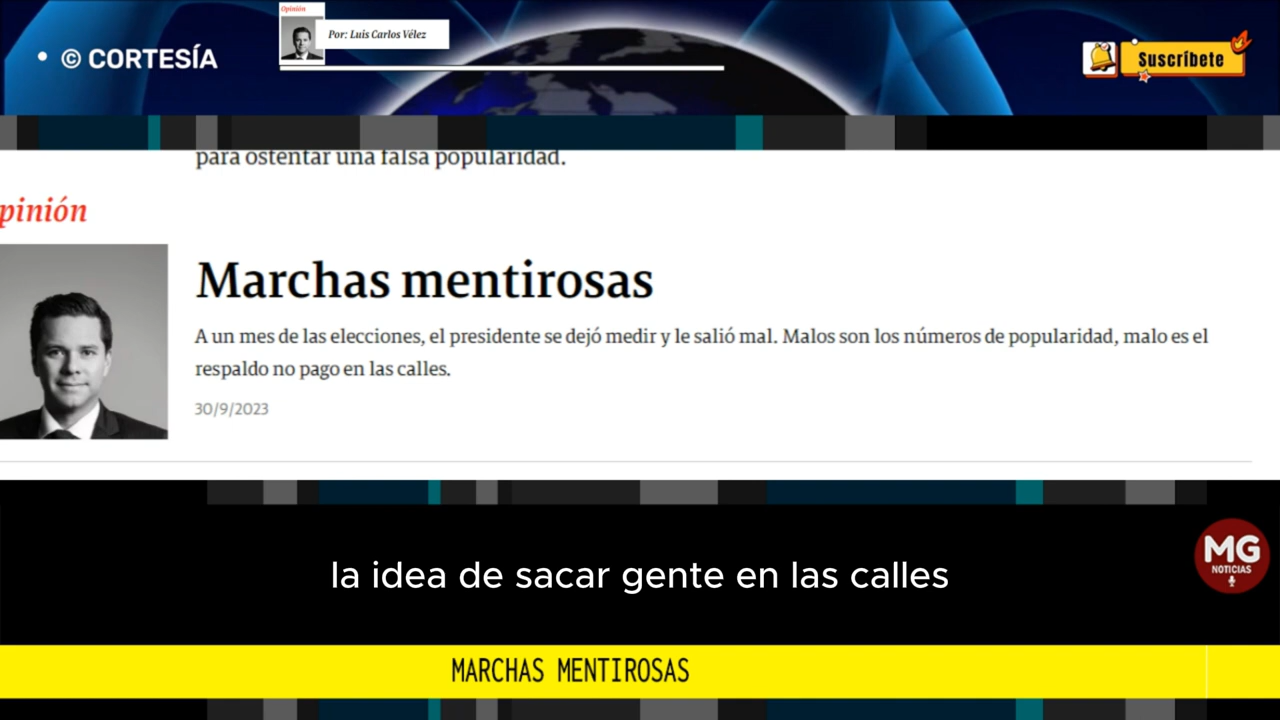 Opinión
Por: Luis Carlos Vélez
• © CORTESÍA
Suscríbete
para ostentar una falsa popularidad.
pinión
Marchas mentirosas
A un mes de las elecciones, el presidente se dejó medir y le salió mal. Malos son los números de popularidad, malo es el
respaldo no pago en las calles.
30/9/2023
MG
NOTICIAS
la idea de sacar gente en las calles
MARCHAS MENTIROSAS